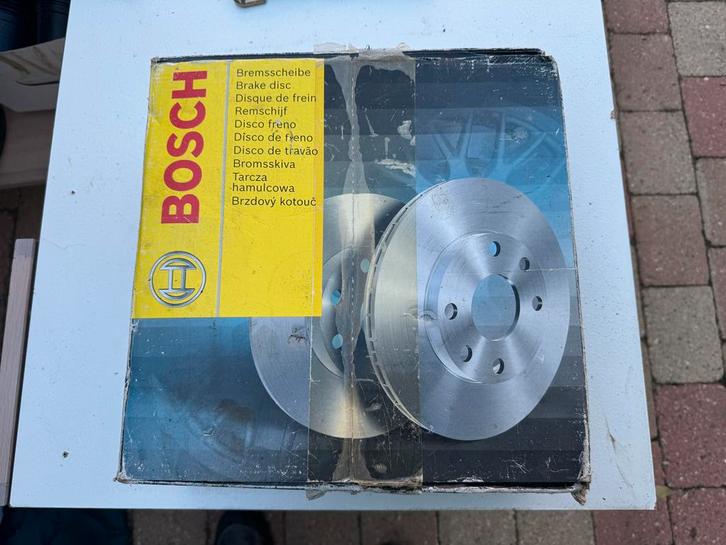 BOSCH
Bremsscheibe
Brake disc
Disque de frein
Remschijf
Disco freno
Disco de freno
Disco de travão
Bromsskiva
Tarcza
hamulcowa
Brzdový kotouč